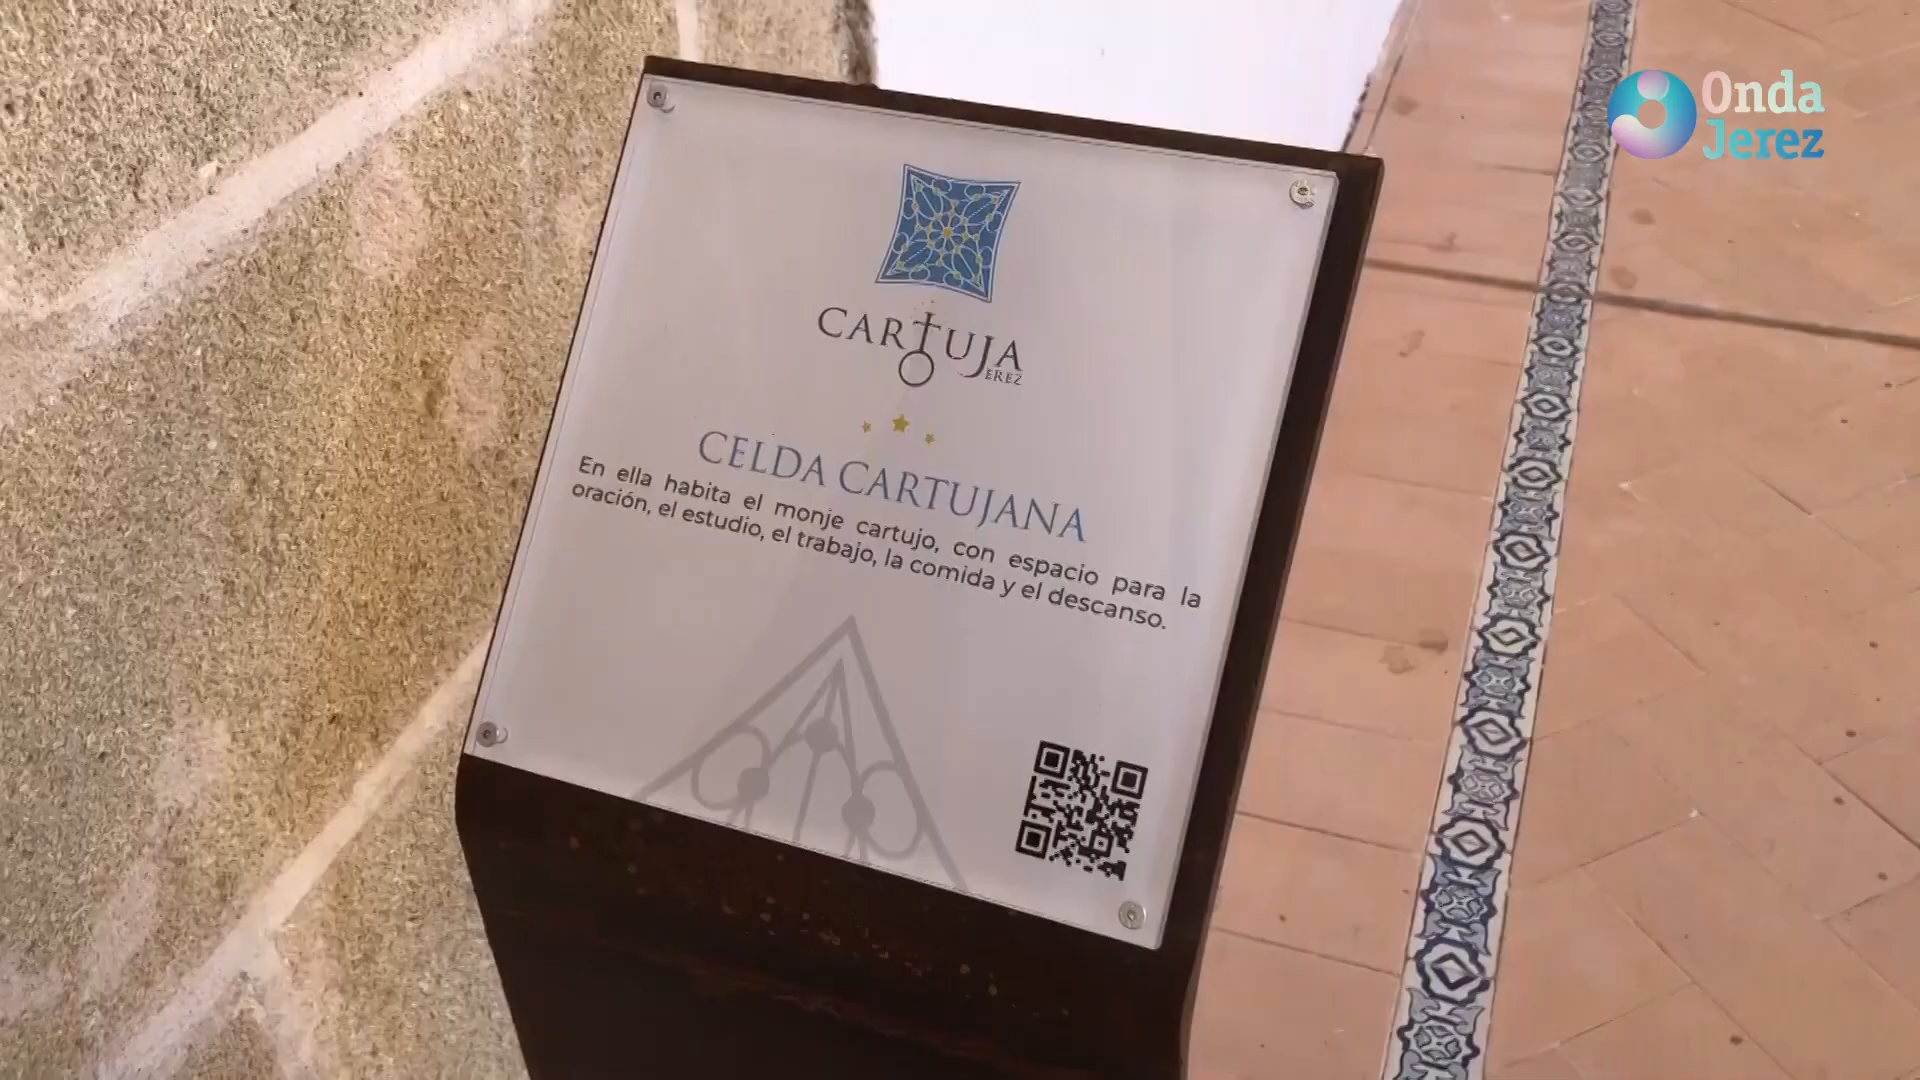 Onda
Jerez
CARTUJA
JEREZ
CELDA CARTUJANA
En ella habita el monje cartujo, con espacio para la
oración, el estudio, el trabajo, la comida y el descanso.